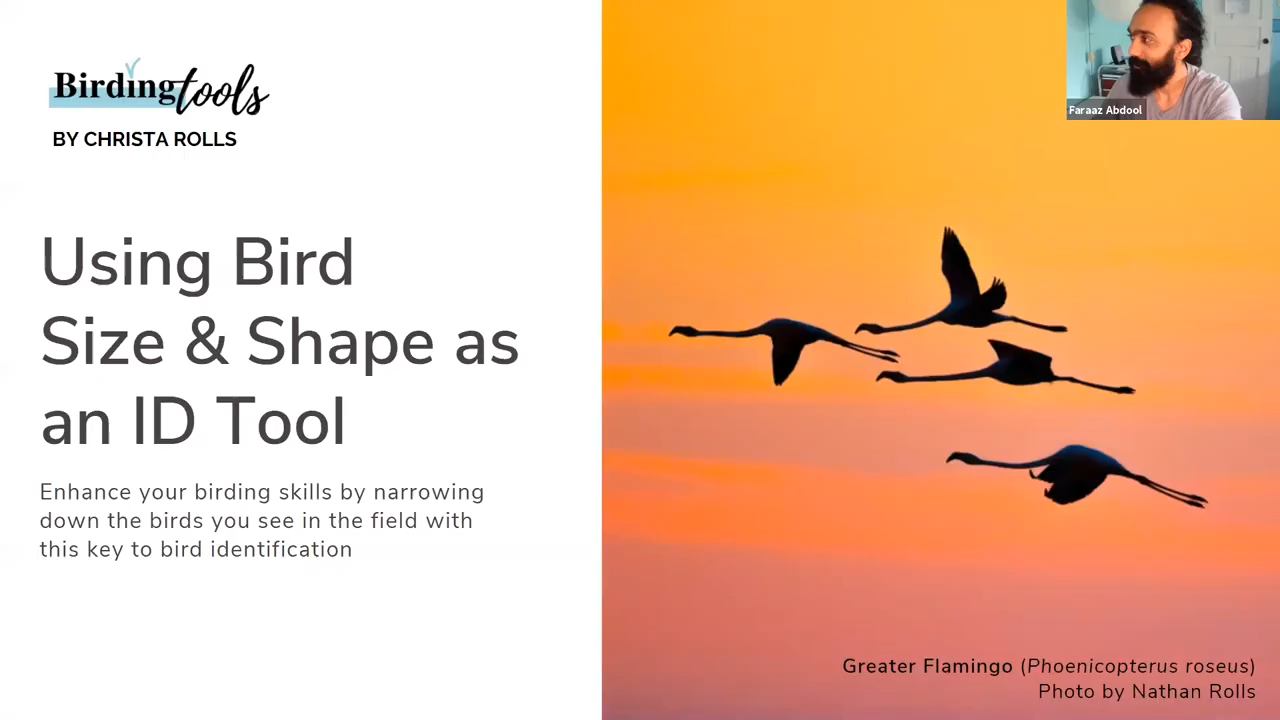 Birdingtools
BY CHRISTA ROLLS
Using Bird
Size & Shape as
an ID Tool
Enhance your birding skills by narrowing
down the birds you see in the field with
this key to bird identification
Faraaz Abdool
Greater Flamingo (Phoenicopterus roseus)
Photo by Nathan Rolls